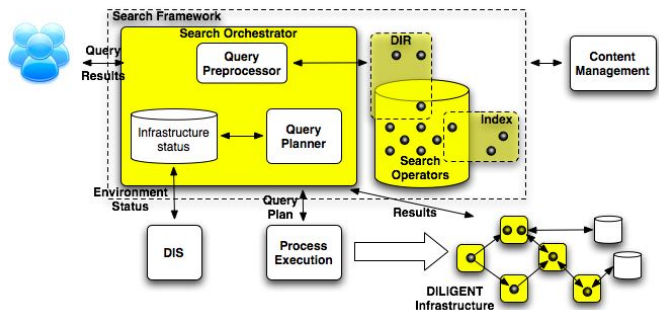 Search Framework
Search Orchestrator
Query
Results
Query
Preprocessor
DIR
Content
Management
Infrastructure
status
Query
Planner
Index
Search
Operators
Environment
Status
Query
Plan
Results
DIS
Process
Execution
DILIGENT
Infrastructure